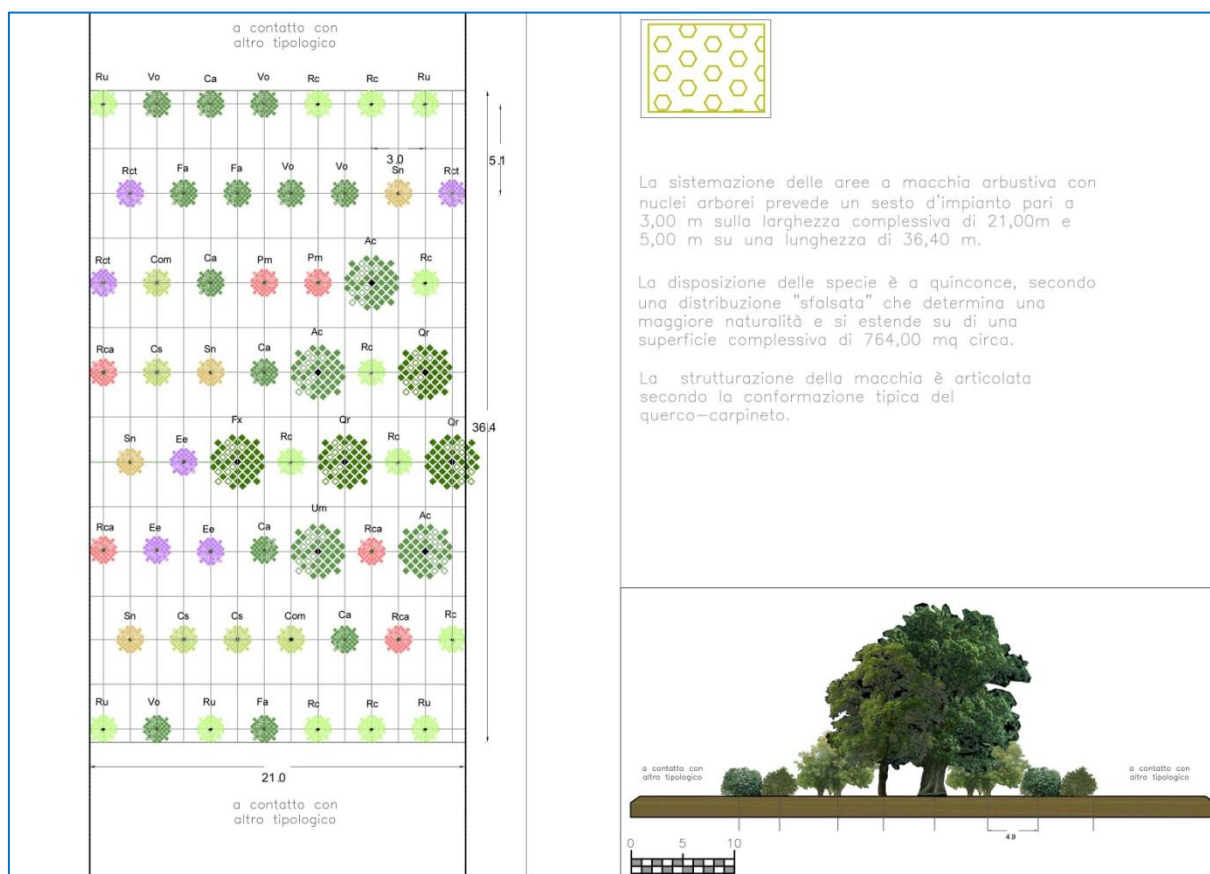 a contatto con
altro tipologico
Ru Vo Ca Vo Rc Rc Ru
3.0
5.1
Rct Fa Fa Vo Vo Sn Rct
Ac
Rct Com Ca Pm Pm Rc
Ac Qr
Rca Cs Sn Ca Rc
Fx Qr Qr
36.4
Sn Ee Rc Rc
Um Ac
Rca Ee Ee Ca Rca
Sn Cs Cs Com Ca Rca Rc
Ru Vo Ru Fa Rc Rc Ru
21.0
a contatto con
altro tipologico
La sistemazione delle aree a macchia arbustiva con
nuclei arborei prevede un sesto d'impianto pari a
3,00 m sulla larghezza complessiva di 21,00m e
5,00 m su una lunghezza di 36,40 m.
La disposizione delle specie è a quinconce, secondo
una distribuzione "sfalsata" che determina una
maggiore naturalità e si estende su di una
superficie complessiva di 764,00 mq circa.
La strutturazione della macchia è articolata
secondo la conformazione tipica del
querco-carpineto.
a contatto con
altro tipologico
a contatto con
altro tipologico
4.9
0 5 10